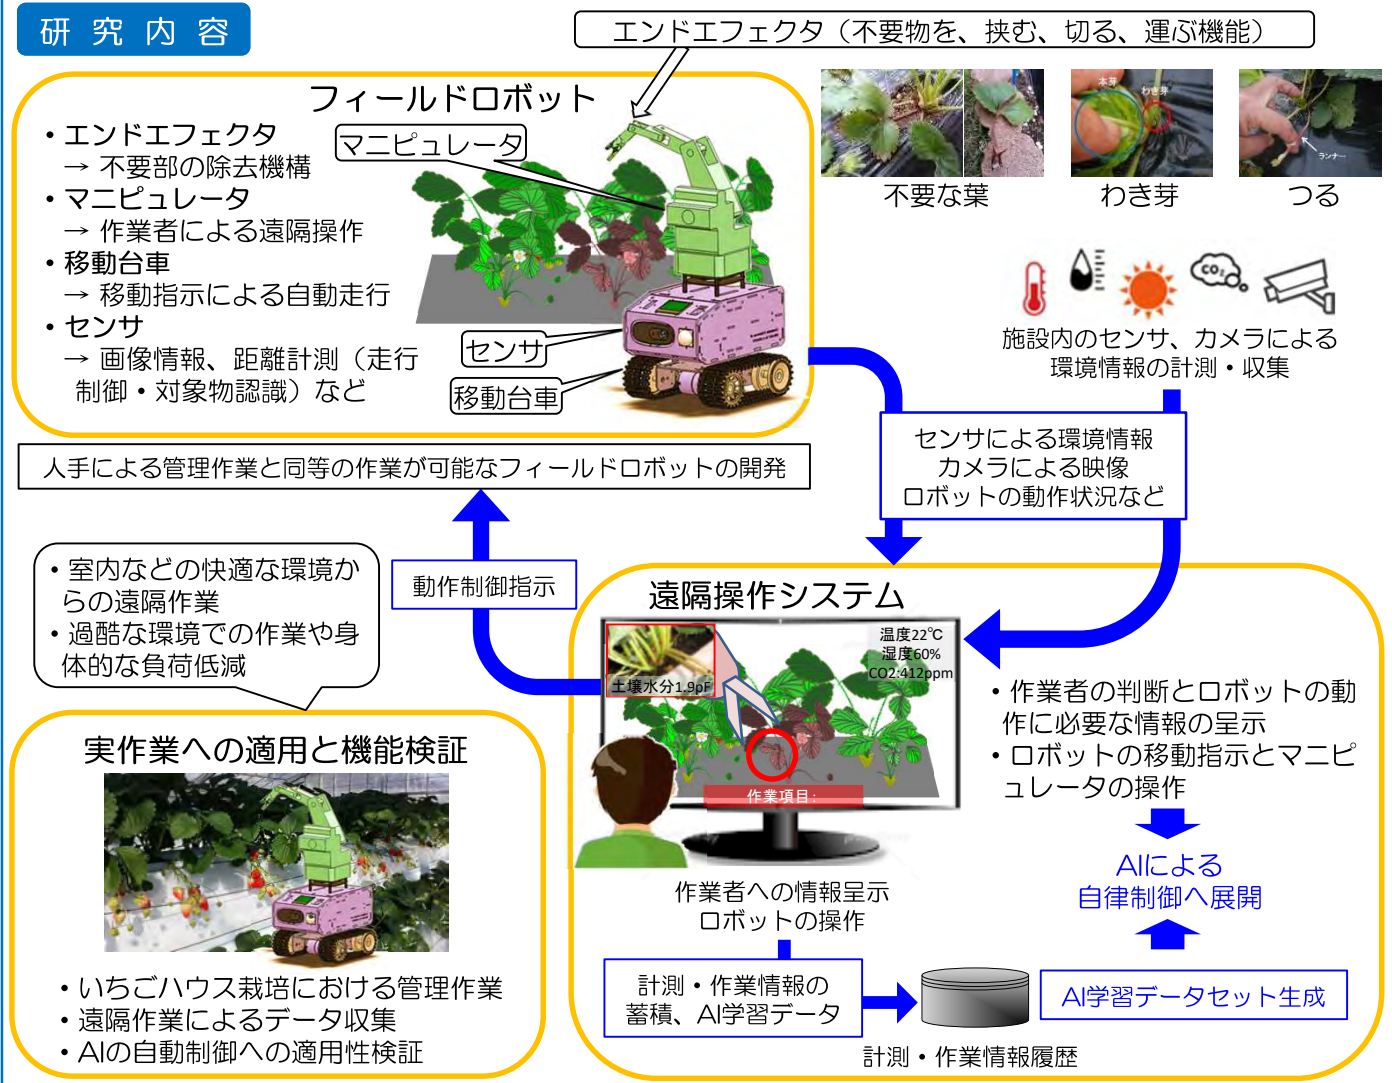 研究内容
エンドエフェクタ（不要物を、挟む、切る、運ぶ機能）
フィールドロボット
・エンドエフェクタ
→ 不要部の除去機構
・マニピュレータ
→ 作業者による遠隔操作
・移動台車
→ 移動指示による自動走行
・センサ
→ 画像情報、距離計測（走行
制御・対象物認識）など
マニピュレータ
センサ
移動台車
本芽
わき芽
ランナー
不要な葉
わき芽
つる
CO2
施設内のセンサ、カメラによる
環境情報の計測・収集
人手による管理作業と同等の作業が可能なフィールドロボットの開発
センサによる環境情報
カメラによる映像
ロボットの動作状況など
・室内などの快適な環境か
らの遠隔作業
・過酷な環境での作業や身
体的な負荷低減
動作制御指示
遠隔操作システム
土壌水分1.9pF
温度22℃
湿度60%
CO2:412ppm
作業項目:
・作業者の判断とロボットの動
作に必要な情報の呈示
・ロボットの移動指示とマニピ
ュレータの操作
AIによる
自律制御へ展開
作業者への情報呈示
ロボットの操作
計測・作業情報の
蓄積、AI学習データ
AI学習データセット生成
計測・作業情報履歴
実作業への適用と機能検証
・いちごハウス栽培における管理作業
・遠隔作業によるデータ収集
・AIの自動制御への適用性検証